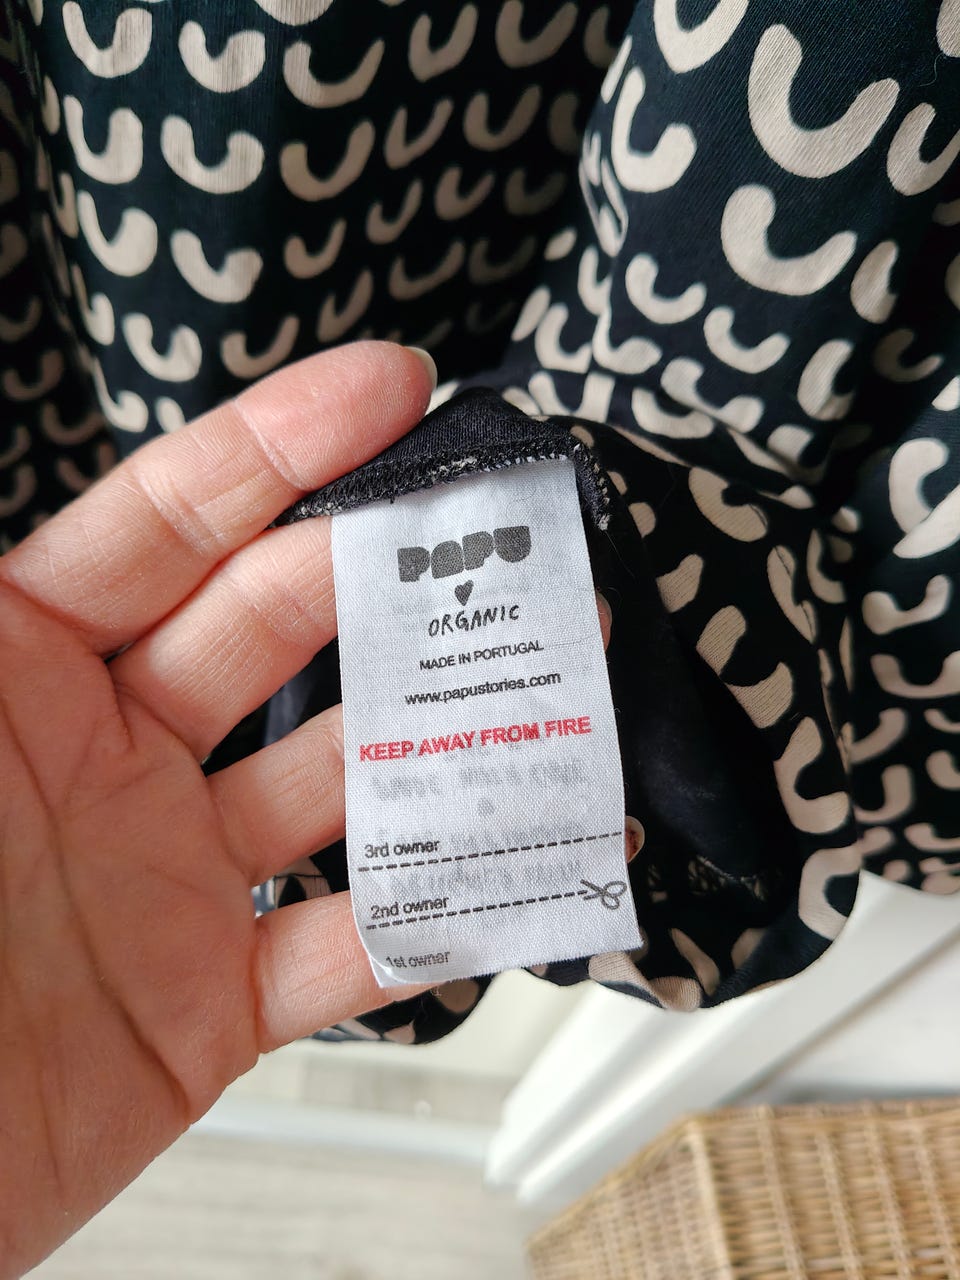 PAPU
ORGANIC
MADE IN PORTUGAL
www.papustories.com
KEEP AWAY FROM FIRE
3rd owner
2nd owner
1st owner